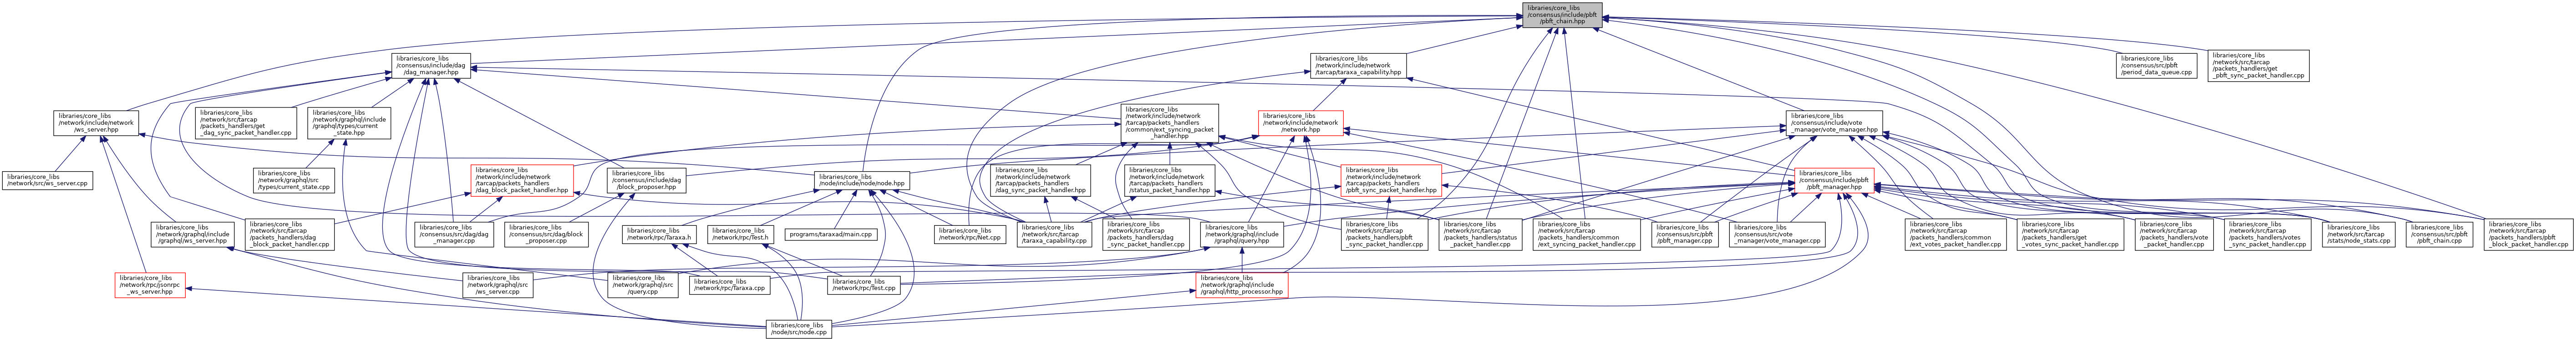 libraries/core_libs
/consensus/include/pbft
/pbft_chain.hpp
libraries/core_libs
/consensus/include/dag
/dag_manager.hpp
libraries/core_libs
/network/include/network
/tarcap/taraxa_capability.hpp
libraries/core_libs
/consensus/src/pbft
/period_data_queue.cpp
libraries/core_libs
/network/src/tarcap
/packets_handlers/get
_pbft_sync_packet_handler.cpp
libraries/core_libs
/network/include/network
/ws_server.hpp
libraries/core_libs
/network/src/tarcap
/packets_handlers/get
_dag_sync_packet_handler.cpp
libraries/core_libs
/network/graphql/include
/graphql/types/current
_state.hpp
libraries/core_libs
/network/include/network
/tarcap/packets_handlers
/common/ext_syncing_packet
_handler.hpp
libraries/core_libs
/network/include/network
/network.hpp
libraries/core_libs
/consensus/include/vote
_manager/vote_manager.hpp
libraries/core_libs
/network/src/ws_server.cpp
libraries/core_libs
/network/graphql/src
/types/current_state.cpp
libraries/core_libs
/network/include/network
/tarcap/packets_handlers
/dag_block_packet_handler.hpp
libraries/core_libs
/consensus/include/dag
/block_proposer.hpp
libraries/core_libs
/node/include/node/node.hpp
libraries/core_libs
/network/include/network
/tarcap/packets_handlers
/dag_sync_packet_handler.hpp
libraries/core_libs
/network/include/network
/tarcap/packets_handlers
/status_packet_handler.hpp
libraries/core_libs
/network/include/network
/tarcap/packets_handlers
/pbft_sync_packet_handler.hpp
libraries/core_libs
/consensus/include/pbft
/pbft_manager.hpp
libraries/core_libs
/network/graphql/include
/graphql/ws_server.hpp
libraries/core_libs
/network/src/tarcap
/packets_handlers/dag
_block_packet_handler.cpp
libraries/core_libs
/consensus/src/dag/dag
_manager.cpp
libraries/core_libs
/consensus/src/dag/block
_proposer.cpp
libraries/core_libs
/network/rpc/Taraxa.h
libraries/core_libs
/network/rpc/Test.h
programs/taraxad/main.cpp
libraries/core_libs
/network/rpc/Net.cpp
libraries/core_libs
/network/src/tarcap
/taraxa_capability.cpp
libraries/core_libs
/network/src/tarcap
/packets_handlers/dag
_sync_packet_handler.cpp
libraries/core_libs
/network/graphql/include
/graphql/query.hpp
libraries/core_libs
/network/src/tarcap
/packets_handlers/pbft
_sync_packet_handler.cpp
libraries/core_libs
/network/src/tarcap
/packets_handlers/status
_packet_handler.cpp
libraries/core_libs
/network/src/tarcap
/packets_handlers/common
/ext_syncing_packet_handler.cpp
libraries/core_libs
/consensus/src/pbft
/pbft_manager.cpp
libraries/core_libs
/consensus/src/vote
_manager/vote_manager.cpp
libraries/core_libs
/network/src/tarcap
/packets_handlers/common
/ext_votes_packet_handler.cpp
libraries/core_libs
/network/src/tarcap
/packets_handlers/get
_votes_sync_packet_handler.cpp
libraries/core_libs
/network/src/tarcap
/packets_handlers/vote
_packet_handler.cpp
libraries/core_libs
/network/src/tarcap
/packets_handlers/votes
_sync_packet_handler.cpp
libraries/core_libs
/network/src/tarcap
/stats/node_stats.cpp
libraries/core_libs
/consensus/src/pbft
/pbft_chain.cpp
libraries/core_libs
/network/src/tarcap
/packets_handlers/pbft
_block_packet_handler.cpp
libraries/core_libs
/network/rpc/jsonrpc
_ws_server.hpp
libraries/core_libs
/network/graphql/src
/ws_server.cpp
libraries/core_libs
/network/graphql/src
/query.cpp
libraries/core_libs
/network/rpc/Taraxa.cpp
libraries/core_libs
/network/rpc/Test.cpp
libraries/core_libs
/network/graphql/include
/graphql/http_processor.hpp
libraries/core_libs
/node/src/node.cpp